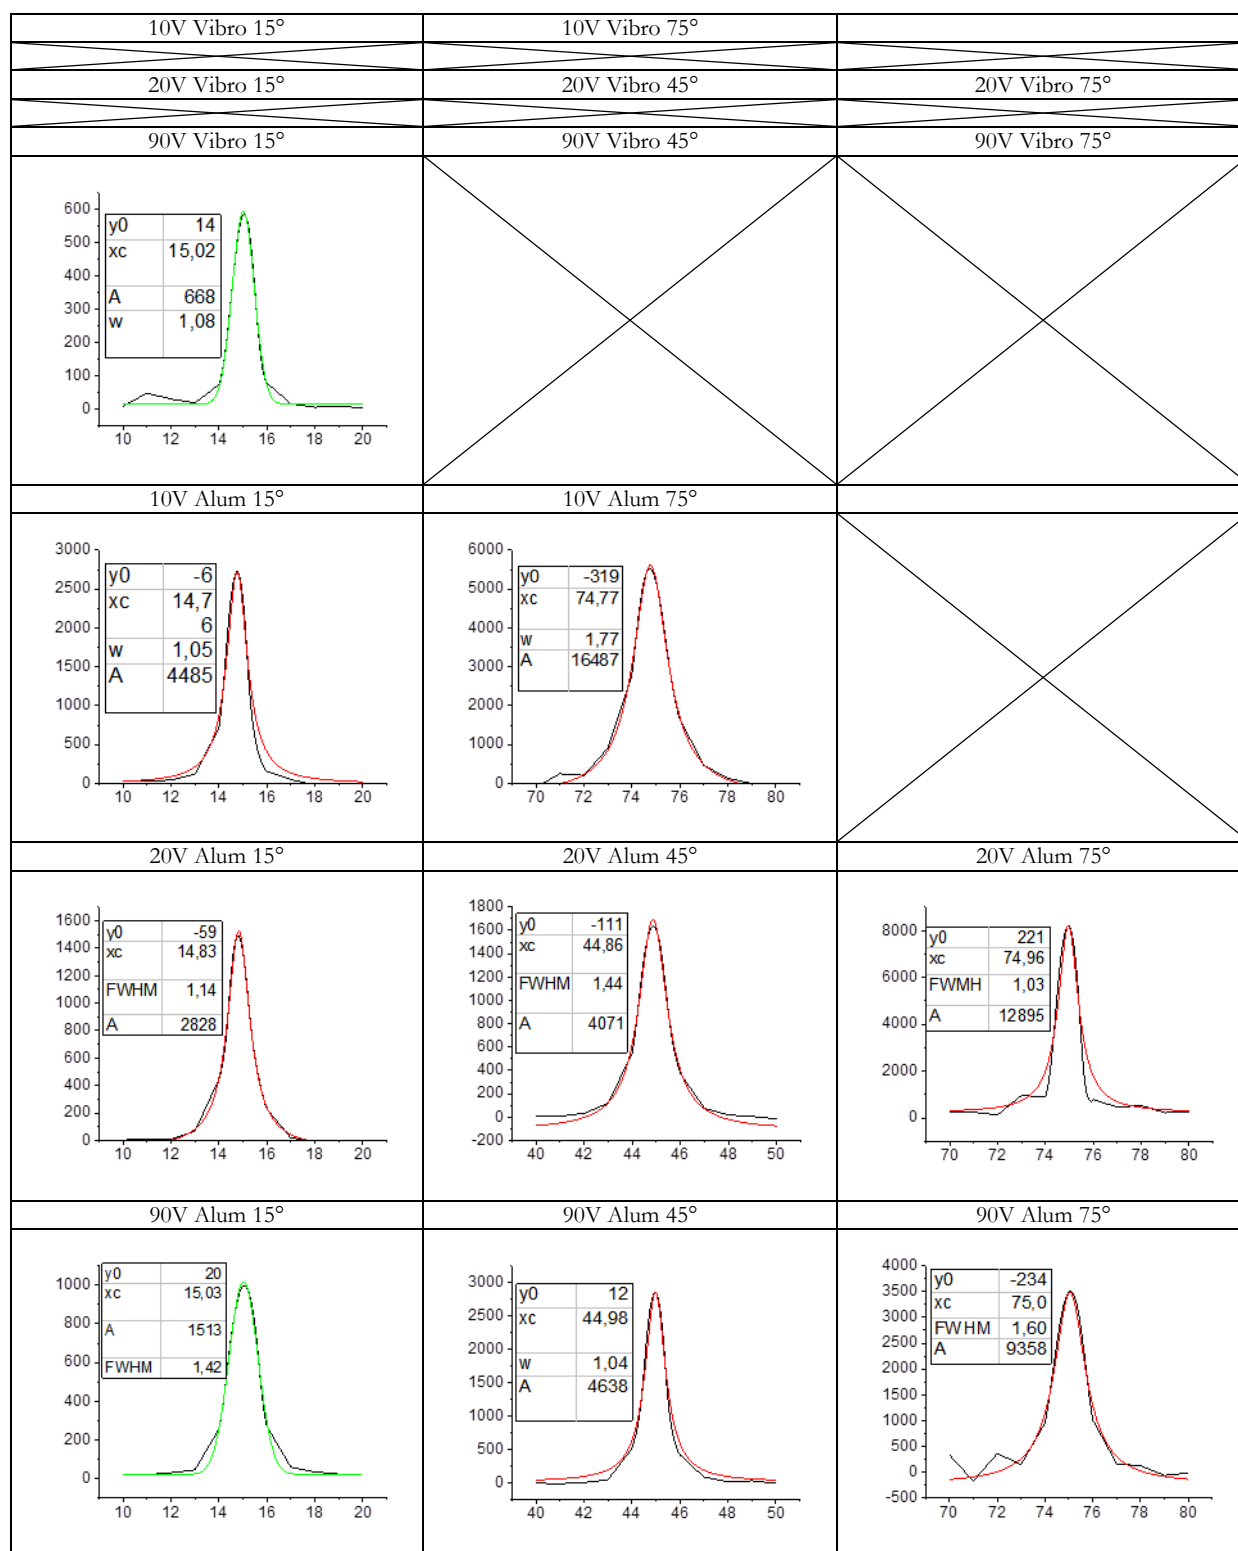 10V Vibro 15° 10V Vibro 75°
20V Vibro 15° 20V Vibro 45° 20V Vibro 75°
90V Vibro 15° 90V Vibro 45° 90V Vibro 75°
600
500
400
300
200
100
0
y0 14
xc 15,02
A 668
w 1,08
10 12 14 16 18 20
10V Alum 15° 10V Alum 75°
3000
2500
2000
1500
1000
500
0
y0 -6
xc 14,7
6
w 1,05
A 4485
10 12 14 16 18 20
6000
5000
4000
3000
2000
1000
0
y0 -319
xc 74,77
w 1,77
A 16487
70 72 74 76 78 80
20V Alum 15° 20V Alum 45° 20V Alum 75°
1600
1400
1200
1000
800
600
400
200
0
y0 -59
xc 14,83
FWHM 1,14
A 2828
10 12 14 16 18 20
1800
1600
1400
1200
1000
800
600
400
200
0
-200
y0 -111
xc 44,86
FWHM 1,44
A 4071
40 42 44 46 48 50
8000
6000
4000
2000
0
y0 221
xc 74,96
FWMH 1,03
A 12895
70 72 74 76 78 80
90V Alum 15° 90V Alum 45° 90V Alum 75°
1000
800
600
400
200
0
y0 20
xc 15,03
A 1513
FWHM 1,42
10 12 14 16 18 20
3000
2500
2000
1500
1000
500
0
y0 12
xc 44,98
w 1,04
A 4638
40 42 44 46 48 50
4000
3500
3000
2500
2000
1500
1000
500
0
-500
y0 -234
xc 75,0
FWHM 1,60
A 9358
70 72 74 76 78 80